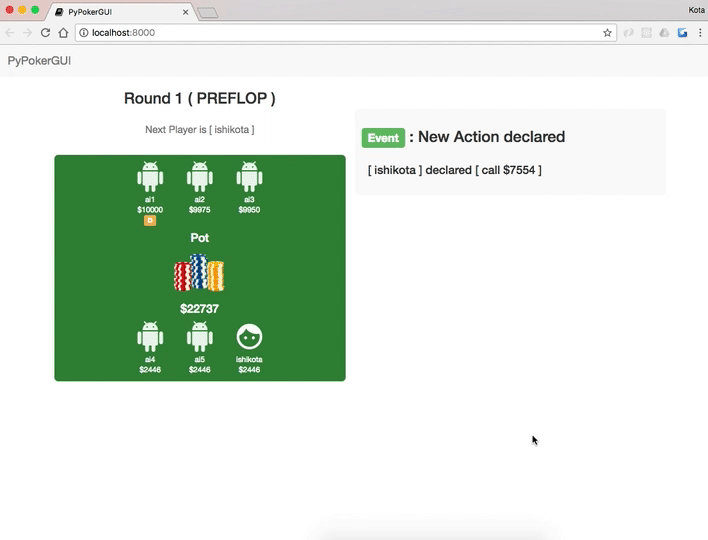 PyPokerGUI
Kota
localhost:8000
PyPokerGUI
Round 1 ( PREFLOP )
Next Player is [ ishikota ]
Event : New Action declared
[ ishikota ] declared [ call $7554 ]
ai1 ai2 ai3
$10000 $9975 $9950
D
Pot
$22737
ai4 ai5 ishikota
$2446 $2446 $2446